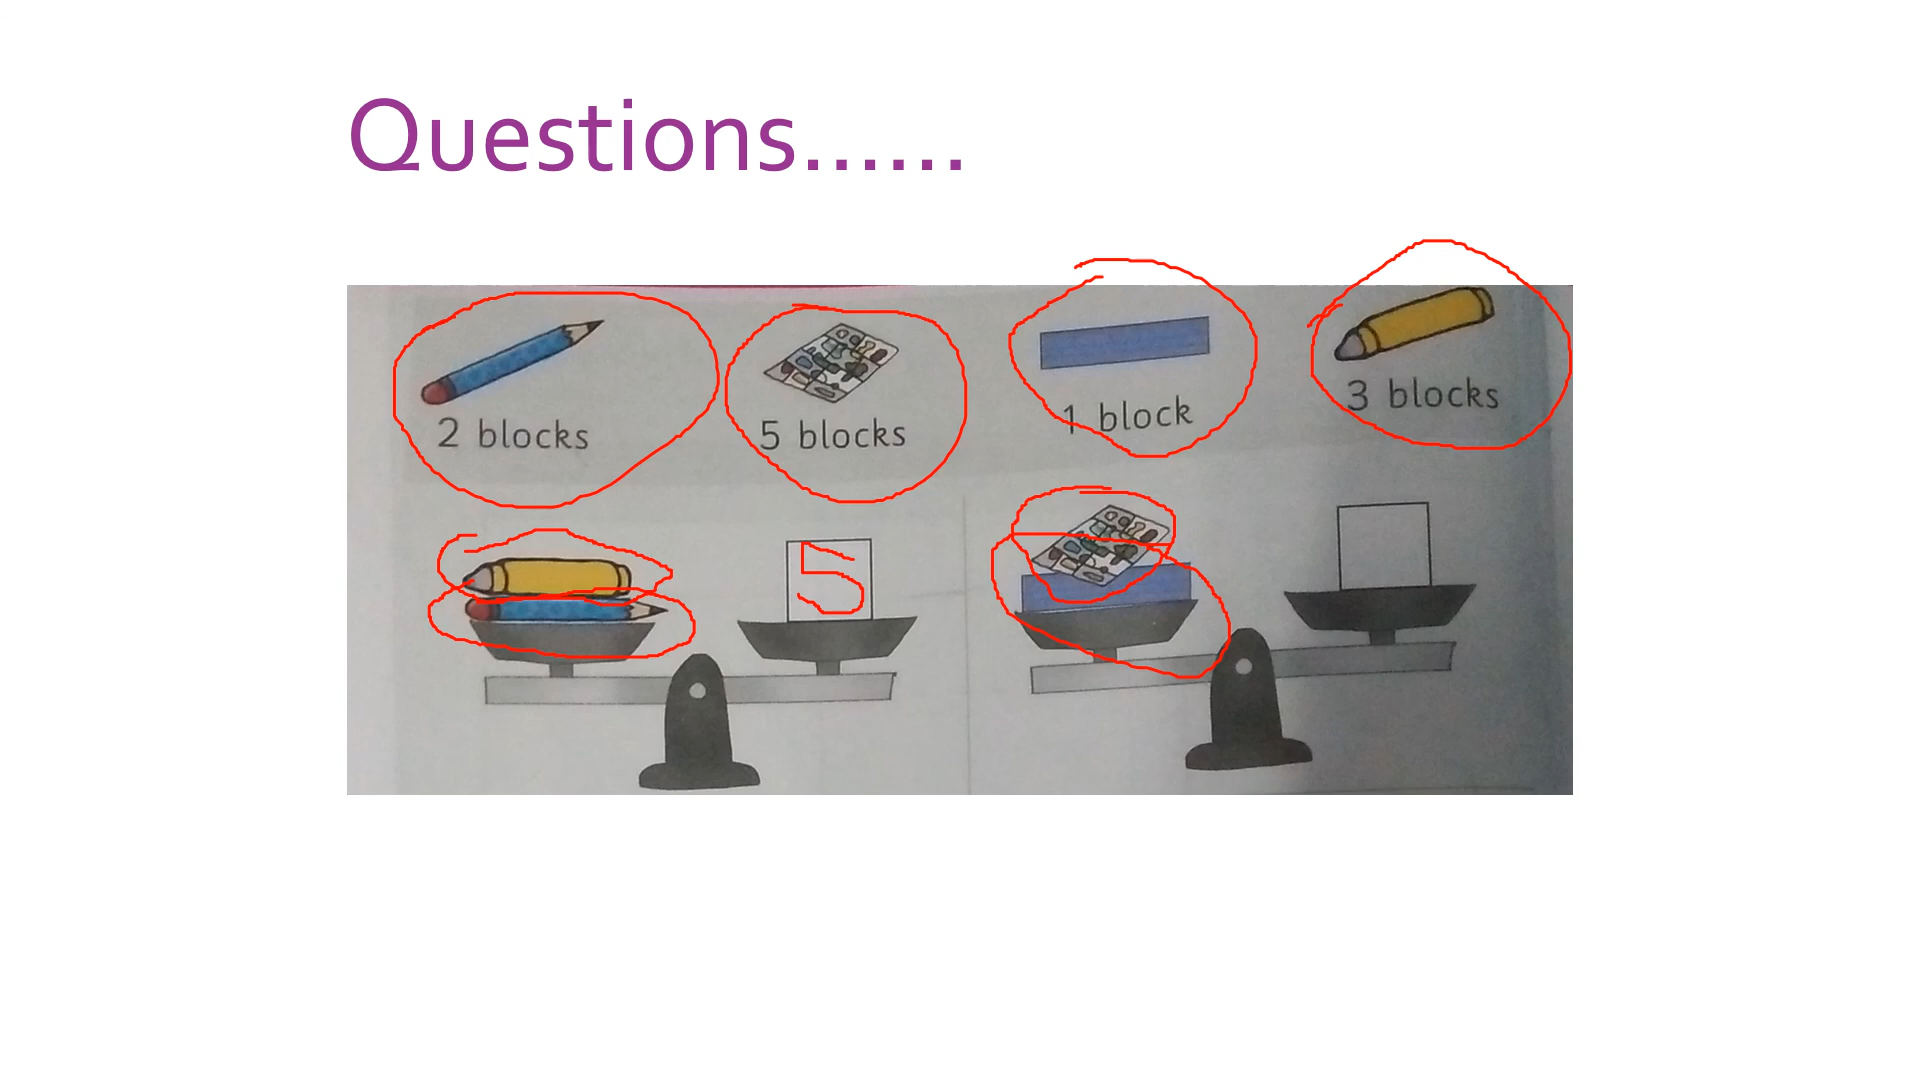 Questions......
2 blocks
5 blocks
1 block
3 blocks
5